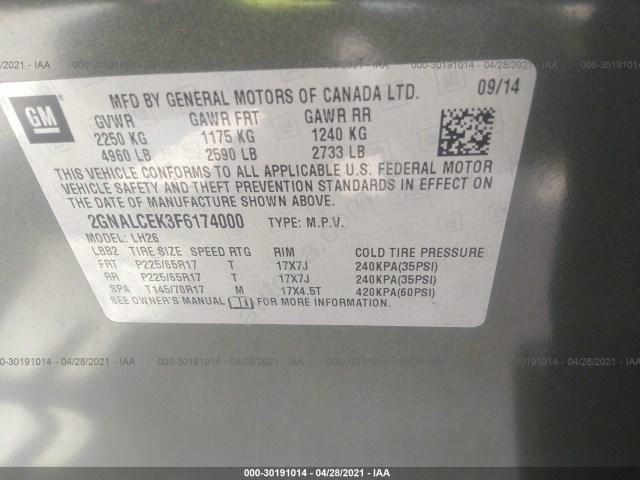 000-30191014 - 04/28/2021 - IAA
GM
MFD BY GENERAL MOTORS OF CANADA LTD. 09/14
GVWR GAWR FRT GAWR RR
2250 KG 1175 KG 1240 KG
4960 LB 2590 LB 2733 LB
THIS VEHICLE CONFORMS TO ALL APPLICABLE U.S. FEDERAL MOTOR
VEHICLE SAFETY AND THEFT PREVENTION STANDARDS IN EFFECT ON
THE DATE OF MANUFACTURE SHOWN ABOVE.
2GNALCEK3F6174000 TYPE: M.P.V.
MODEL: LH26
LBB2 TIRE SIZE SPEED RTG RIM COLD TIRE PRESSURE
FRT P225/65R17 T 17X7J 240KPA(35PSI)
RR P225/65R17 T 17X7J 240KPA(35PSI)
SPA T145/70R17 M 17X4.5T 420KPA(60PSI)
SEE OWNER'S MANUAL FOR MORE INFORMATION.
000-30191014 - 04/28/2021 - IAA
000-30191014 - 04/28/2021 - IAA